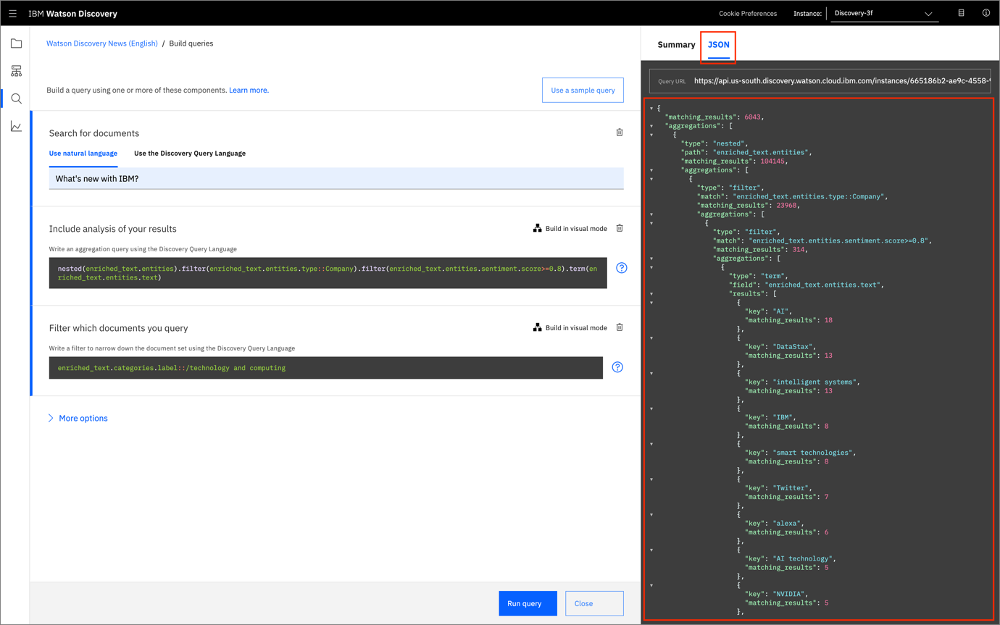 IBM Watson Discovery
Cookie Preferences
Instance:
Discovery-3f
Watson Discovery News (English) / Build queries
Build a query using one or more of these components. Learn more.
Use a sample query
Search for documents
Use natural language
Use the Discovery Query Language
What's new with IBM?
Include analysis of your results
Build in visual mode
Write an aggregation query using the Discovery Query Language
nested(enriched_text.entities).filter(enriched_text.entities.type::Company).filter(enriched_text.entities.sentiment.score>=0.8).term(en
riched_text.entities.text)
Filter which documents you query
Build in visual mode
Write a filter to narrow down the document set using the Discovery Query Language
enriched_text.categories.label::/technology and computing
More options
Run query
Close
Summary
JSON
Query URL
https://api.us-south.discovery.watson.cloud.ibm.com/instances/665186b2-ae9c-4558-
{
"matching_results": 6043,
"aggregations": [
{
"type": "nested",
"path": "enriched_text.entities",
"matching_results": 104145,
"aggregations": [
{
"type": "filter",
"match": "enriched_text.entities.type::Company",
"matching_results": 23968,
"aggregations": [
{
"type": "filter",
"match": "enriched_text.entities.sentiment.score>=0.8",
"matching_results": 314,
"aggregations": [
{
"type": "term",
"field": "enriched_text.entities.text",
"results": [
{
"key": "AI",
"matching_results": 18
},
{
"key": "DataStax",
"matching_results": 13
},
{
"key": "intelligent systems",
"matching_results": 13
},
{
"key": "IBM",
"matching_results": 8
},
{
"key": "smart technologies",
"matching_results": 8
},
{
"key": "Twitter",
"matching_results": 7
},
{
"key": "alexa",
"matching_results": 6
},
{
"key": "AI technology",
"matching_results": 5
},
{
"key": "NVIDIA",
"matching_results": 5
},